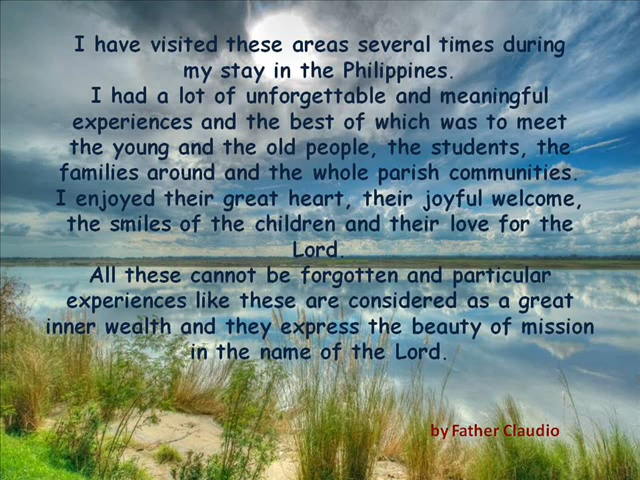 I have visited these areas several times during
my stay in the Philippines.
I had a lot of unforgettable and meaningful
experiences and the best of which was to meet
the young and the old people, the students, the
families around and the whole parish communities.
I enjoyed their great heart, their joyful welcome,
the smiles of the children and their love for the
Lord.
All these cannot be forgotten and particular
experiences like these are considered as a great
inner wealth and they express the beauty of mission
in the name of the Lord.
by Father Claudio